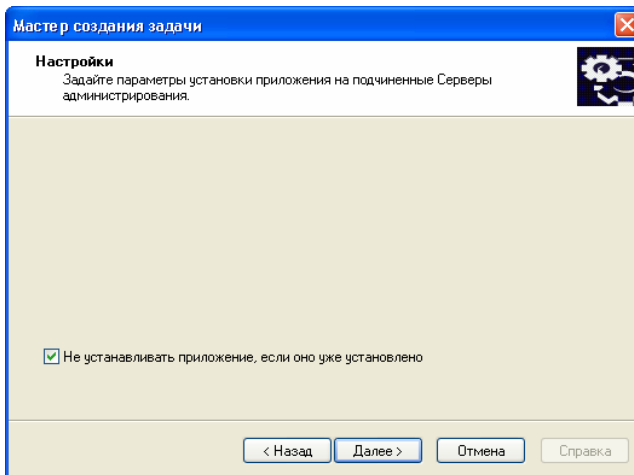 Мастер создания задачи
Настройки
Задайте параметры установки приложения на подчиненные Серверы
администрирования.
Не устанавливать приложение, если оно уже установлено
< Назад Далее > Отмена Справка